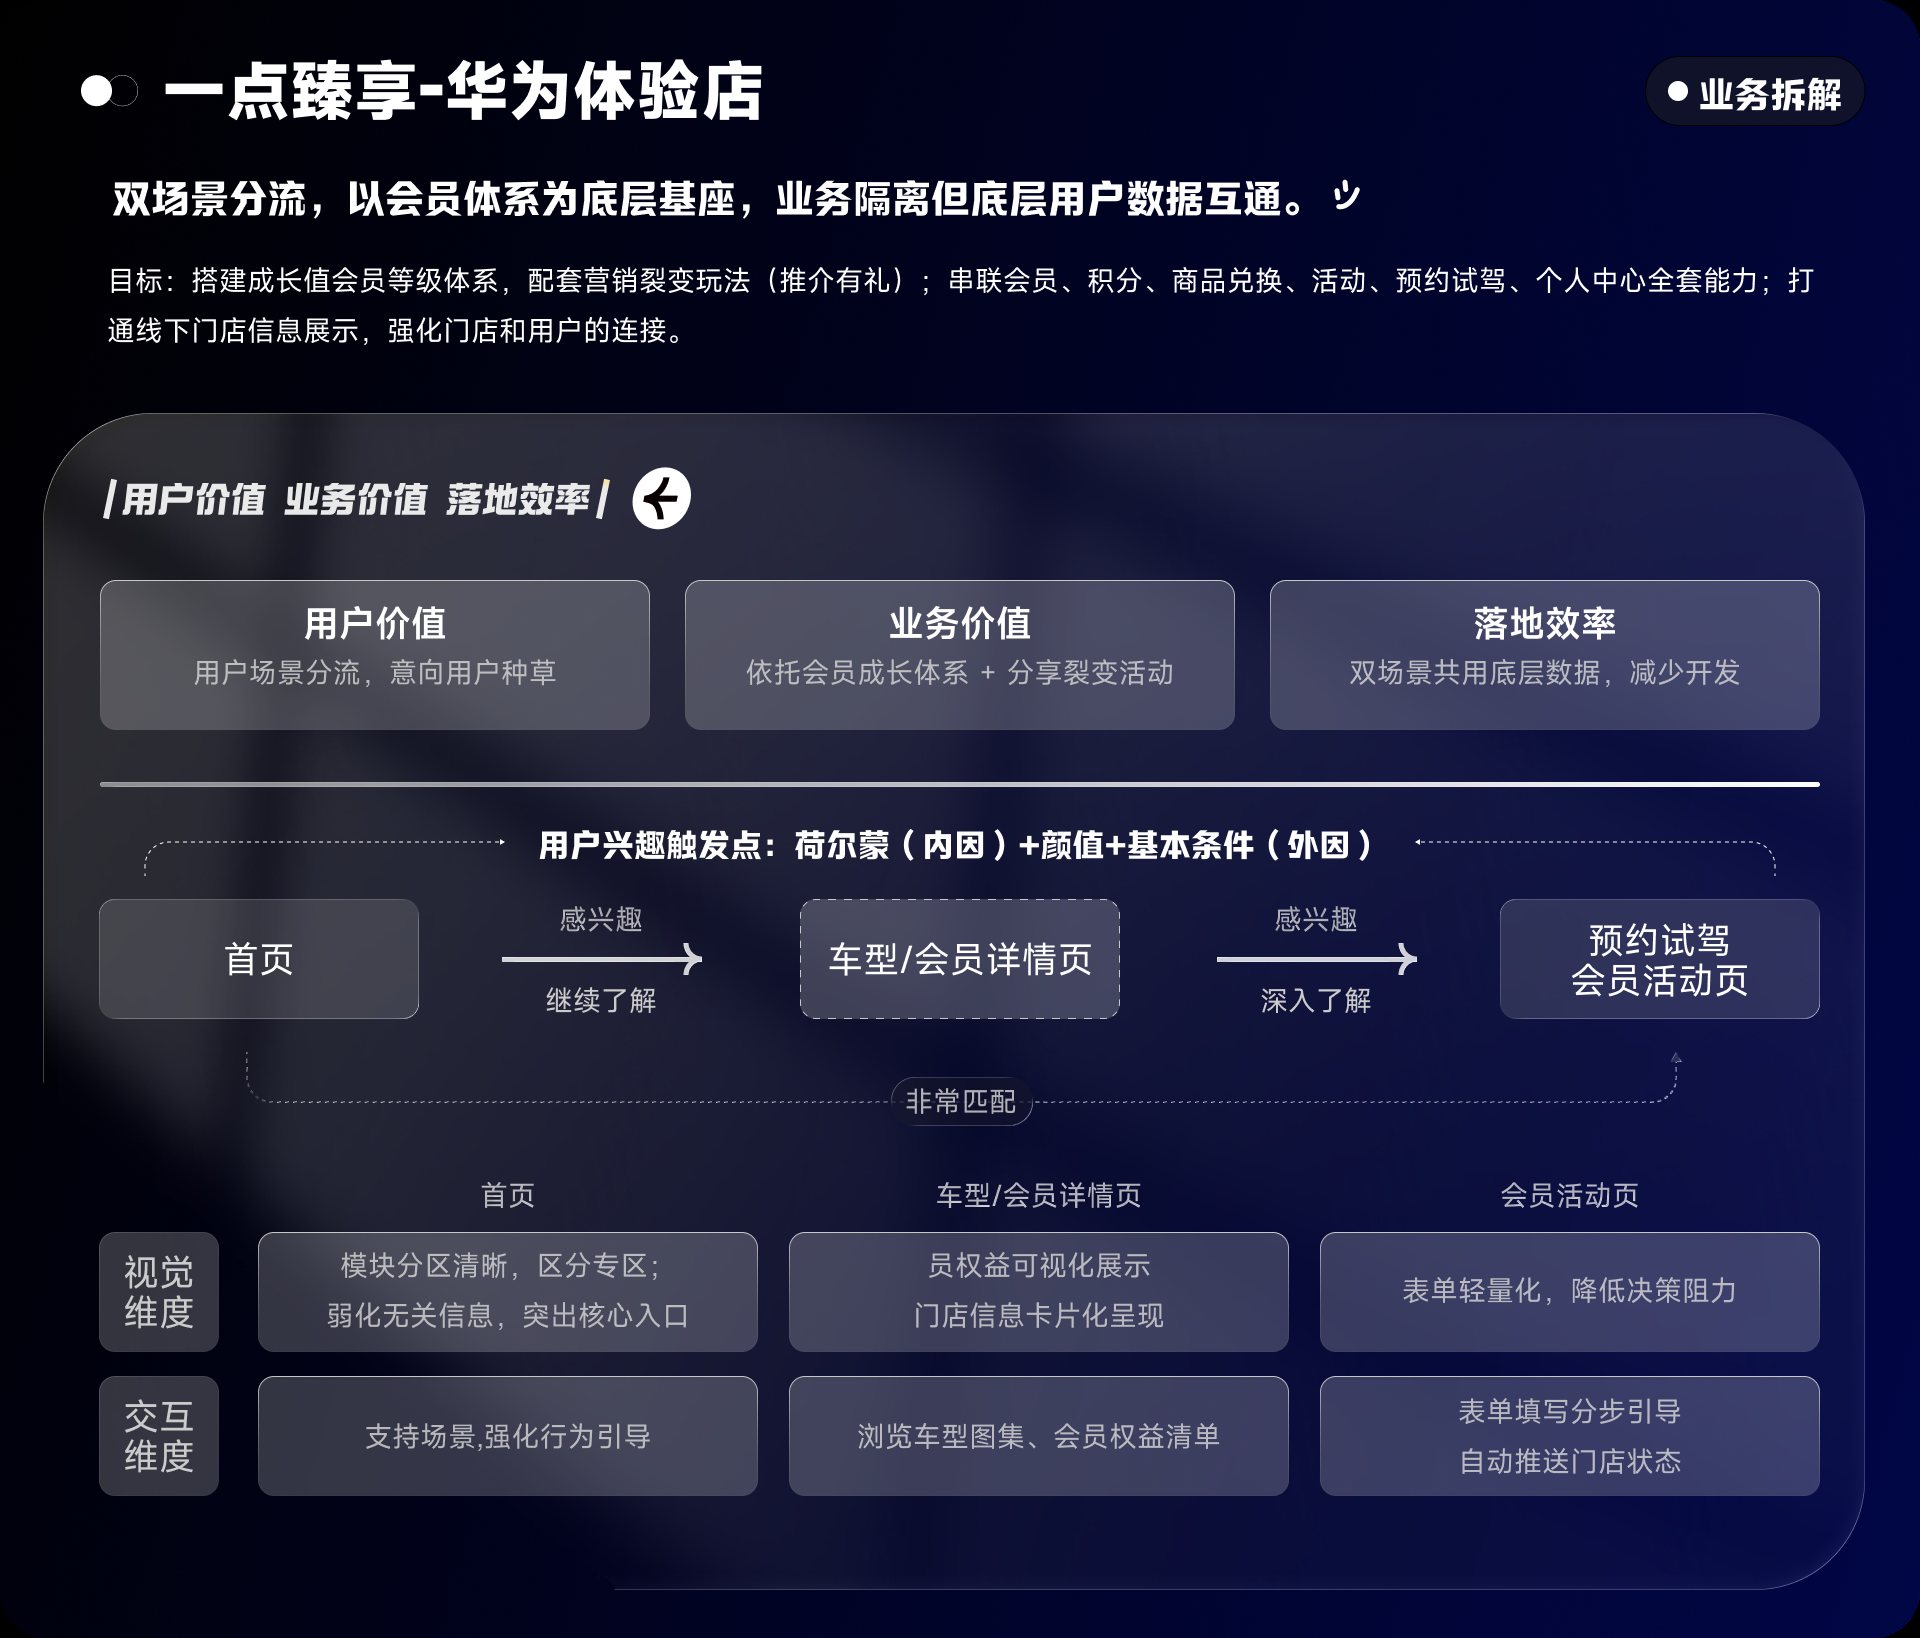 一点臻享-华为体验店
业务拆解
双场景分流，以会员体系为底层基座，业务隔离但底层用户数据互通。
目标：搭建成长值会员等级体系，配套营销裂变玩法（推介有礼）；串联会员、积分、商品兑换、活动、预约试驾、个人中心全套能力；打
通线下门店信息展示，强化门店和用户的连接。
用户价值 业务价值 落地效率
用户价值
用户场景分流，意向用户种草
业务价值
依托会员成长体系 + 分享裂变活动
落地效率
双场景共用底层数据，减少开发
用户兴趣触发点：荷尔蒙（内因）+颜值+基本条件（外因）
首页
感兴趣
继续了解
车型/会员详情页
感兴趣
深入了解
预约试驾
会员活动页
非常匹配
首页
车型/会员详情页
会员活动页
视觉
维度
模块分区清晰，区分专区；
弱化无关信息，突出核心入口
员权益可视化展示
门店信息卡片化呈现
表单轻量化，降低决策阻力
交互
维度
支持场景,强化行为引导
浏览车型图集、会员权益清单
表单填写分步引导
自动推送门店状态